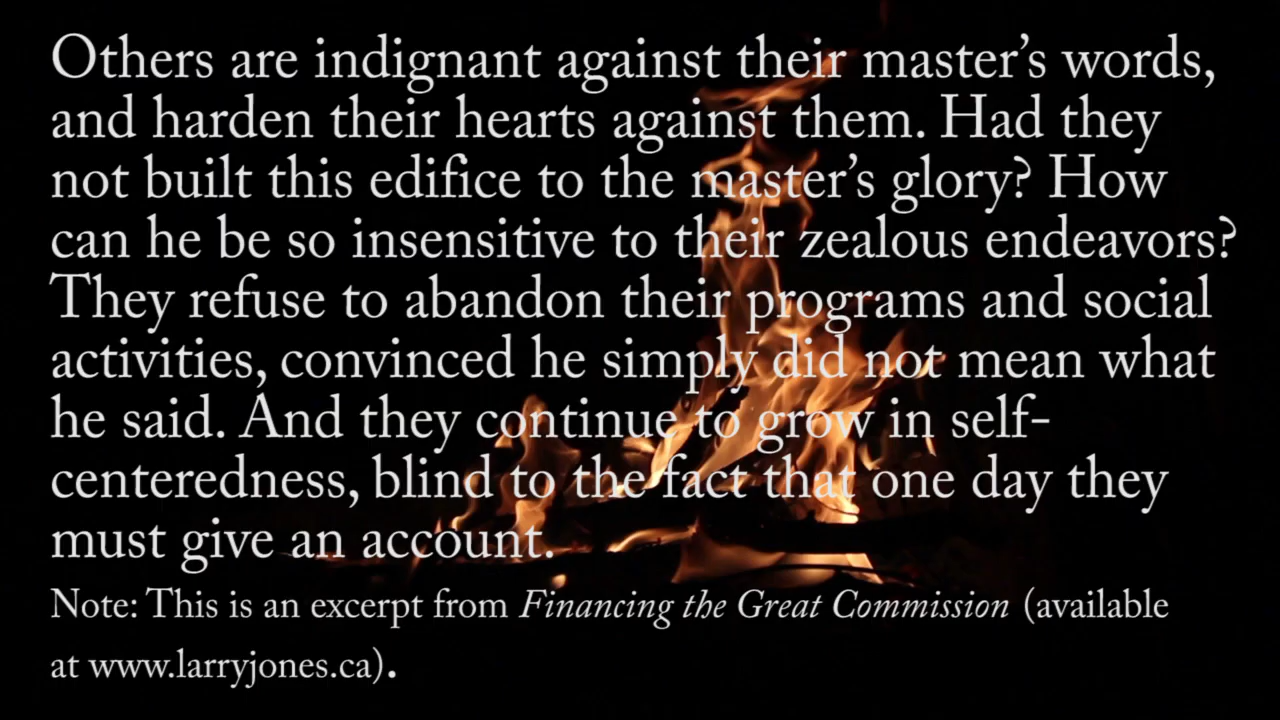 Others are indignant against their master’s words,
and harden their hearts against them. Had they
not built this edifice to the master’s glory? How
can he be so insensitive to their zealous endeavors?
They refuse to abandon their programs and social
activities, convinced he simply did not mean what
he said. And they continue to grow in self-
centeredness, blind to the fact that one day they
must give an account.
Note: This is an excerpt from Financing the Great Commission (available
at www.larryjones.ca).